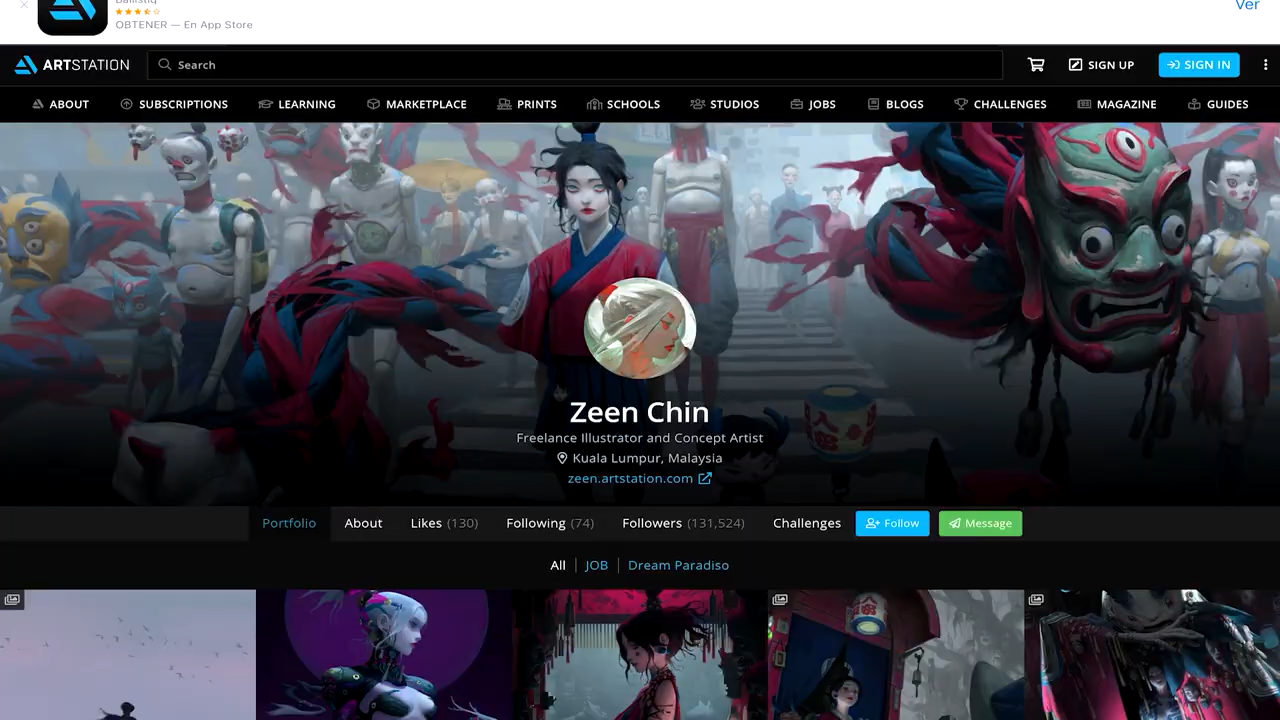 Ballistiq
OBTENER — En App Store
Ver
ARTSTATION
Search
SIGN UP
SIGN IN
ABOUT
SUBSCRIPTIONS
LEARNING
MARKETPLACE
PRINTS
SCHOOLS
STUDIOS
JOBS
BLOGS
CHALLENGES
MAGAZINE
GUIDES
Zeen Chin
Freelance Illustrator and Concept Artist
Kuala Lumpur, Malaysia
zeen.artstation.com
Portfolio
About
Likes (130)
Following (74)
Followers (131,524)
Challenges
Follow
Message
All
JOB
Dream Paradiso